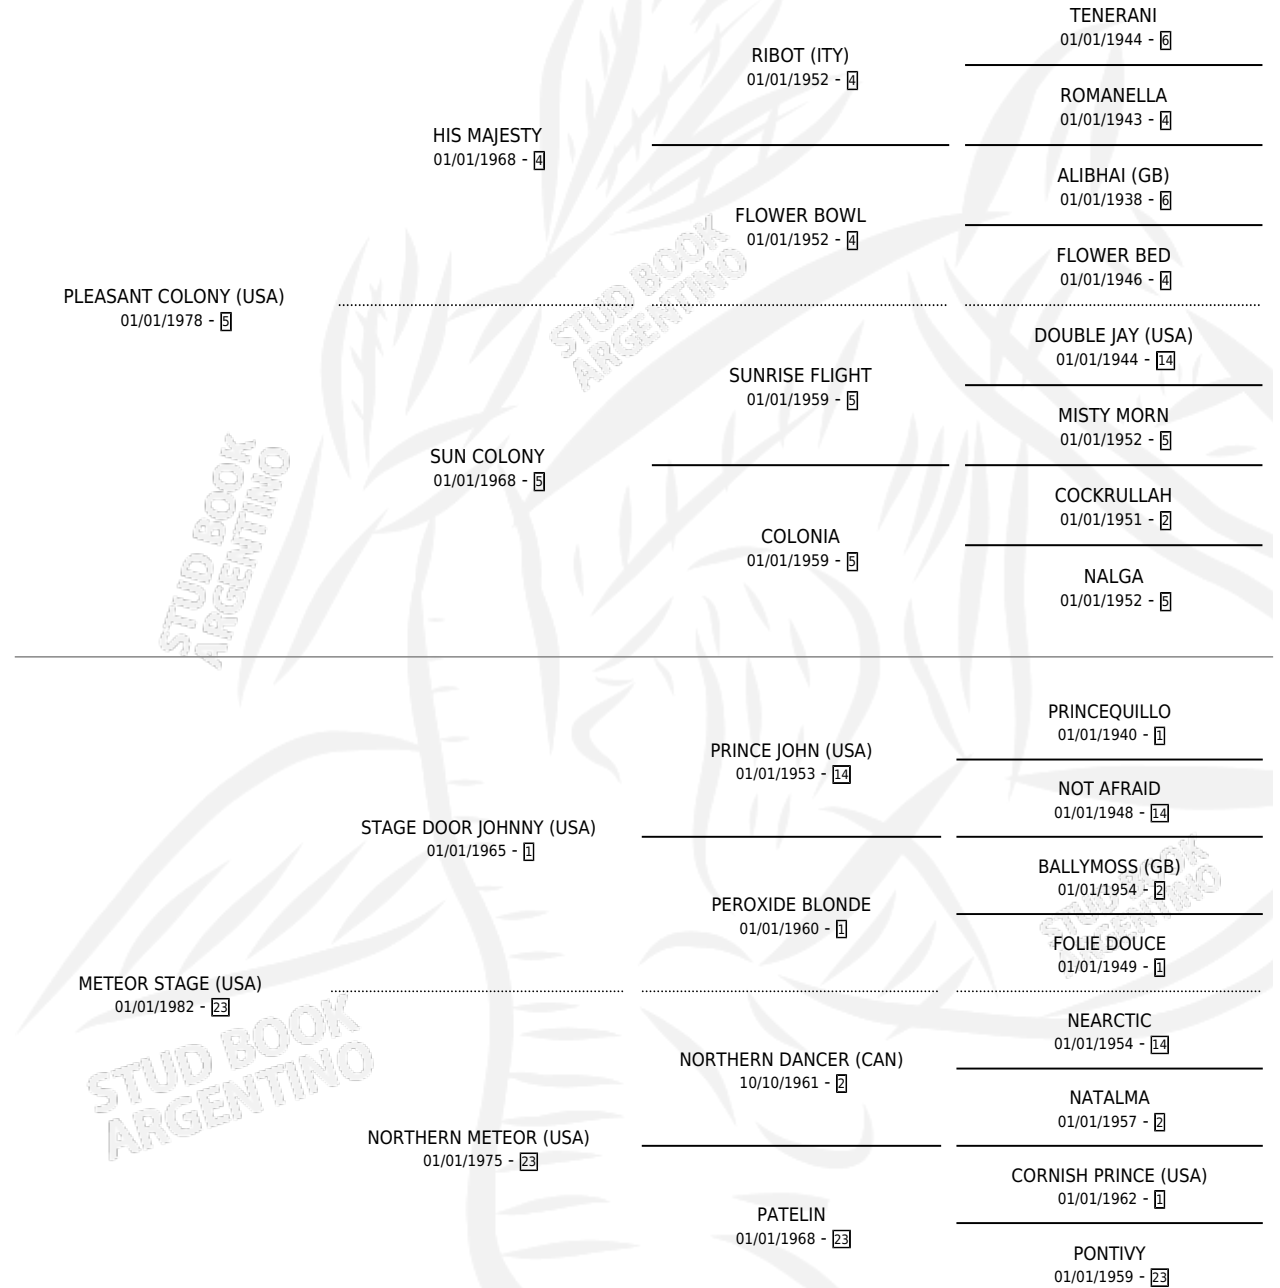 TENERANI
01/01/1944 - 6
RIBOT (ITY)
01/01/1952 - 4
ROMANELLA
01/01/1943 - 4
HIS MAJESTY
01/01/1968 - 4
ALIBHAI (GB)
01/01/1938 - 6
FLOWER BOWL
01/01/1952 - 4
FLOWER BED
01/01/1946 - 4
PLEASANT COLONY (USA)
01/01/1978 - 5
DOUBLE JAY (USA)
01/01/1944 - 14
SUNRISE FLIGHT
01/01/1959 - 5
MISTY MORN
01/01/1952 - 5
SUN COLONY
01/01/1968 - 5
COCKRULLAH
01/01/1951 - 2
COLONIA
01/01/1959 - 5
NALGA
01/01/1952 - 5
STUD BOOK
ARGENTINO
STUD BOOK
ARGENTINO
PRINCEQUILLO
01/01/1940 - 1
PRINCE JOHN (USA)
01/01/1953 - 14
NOT AFRAID
01/01/1948 - 14
STAGE DOOR JOHNNY (USA)
01/01/1965 - 1
BALLYMOSS (GB)
01/01/1954 - 2
PEROXIDE BLONDE
01/01/1960 - 1
FOLIE DOUCE
01/01/1949 - 1
METEOR STAGE (USA)
01/01/1982 - 23
NEARCTIC
01/01/1954 - 14
NORTHERN DANCER (CAN)
10/10/1961 - 2
NATALMA
01/01/1957 - 2
NORTHERN METEOR (USA)
01/01/1975 - 23
CORNISH PRINCE (USA)
01/01/1962 - 1
PATELIN
01/01/1968 - 23
PONTIVY
01/01/1959 - 23
STUD BOOK
ARGENTINO
STUD BOOK
ARGENTINO